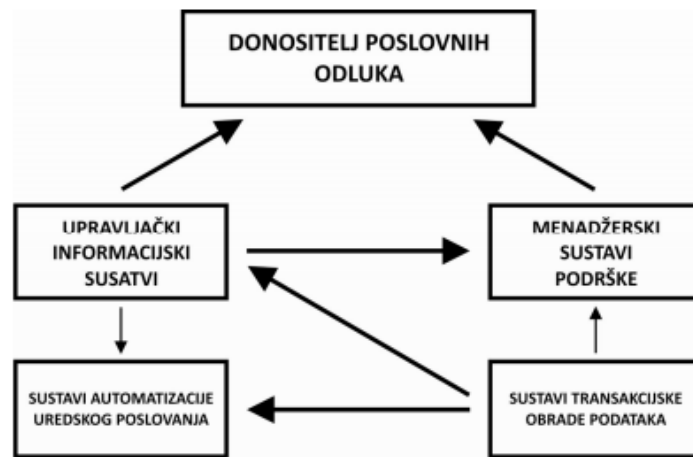 DONOSITELJ POSLOVNIH
ODLUKA
UPRAVLJAČKI
INFORMACIJSKI
SUSATVI
MENADŽERSKI
SUSTAVI
PODRŠKE
SUSTAVI AUTOMATIZACIJE
UREDSKOG POSLOVANJA
SUSTAVI TRANSAKCIJSKE
OBRADE PODATAKA